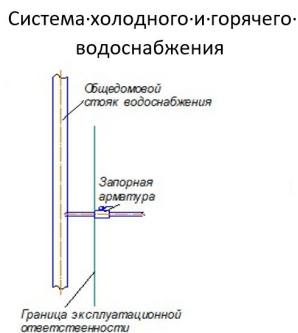 Система·холодного·и·горячего·
водоснабжения
Общедомовой
стояк водоснабжения
Запорная
арматура
Граница эксплуатационной
ответственности